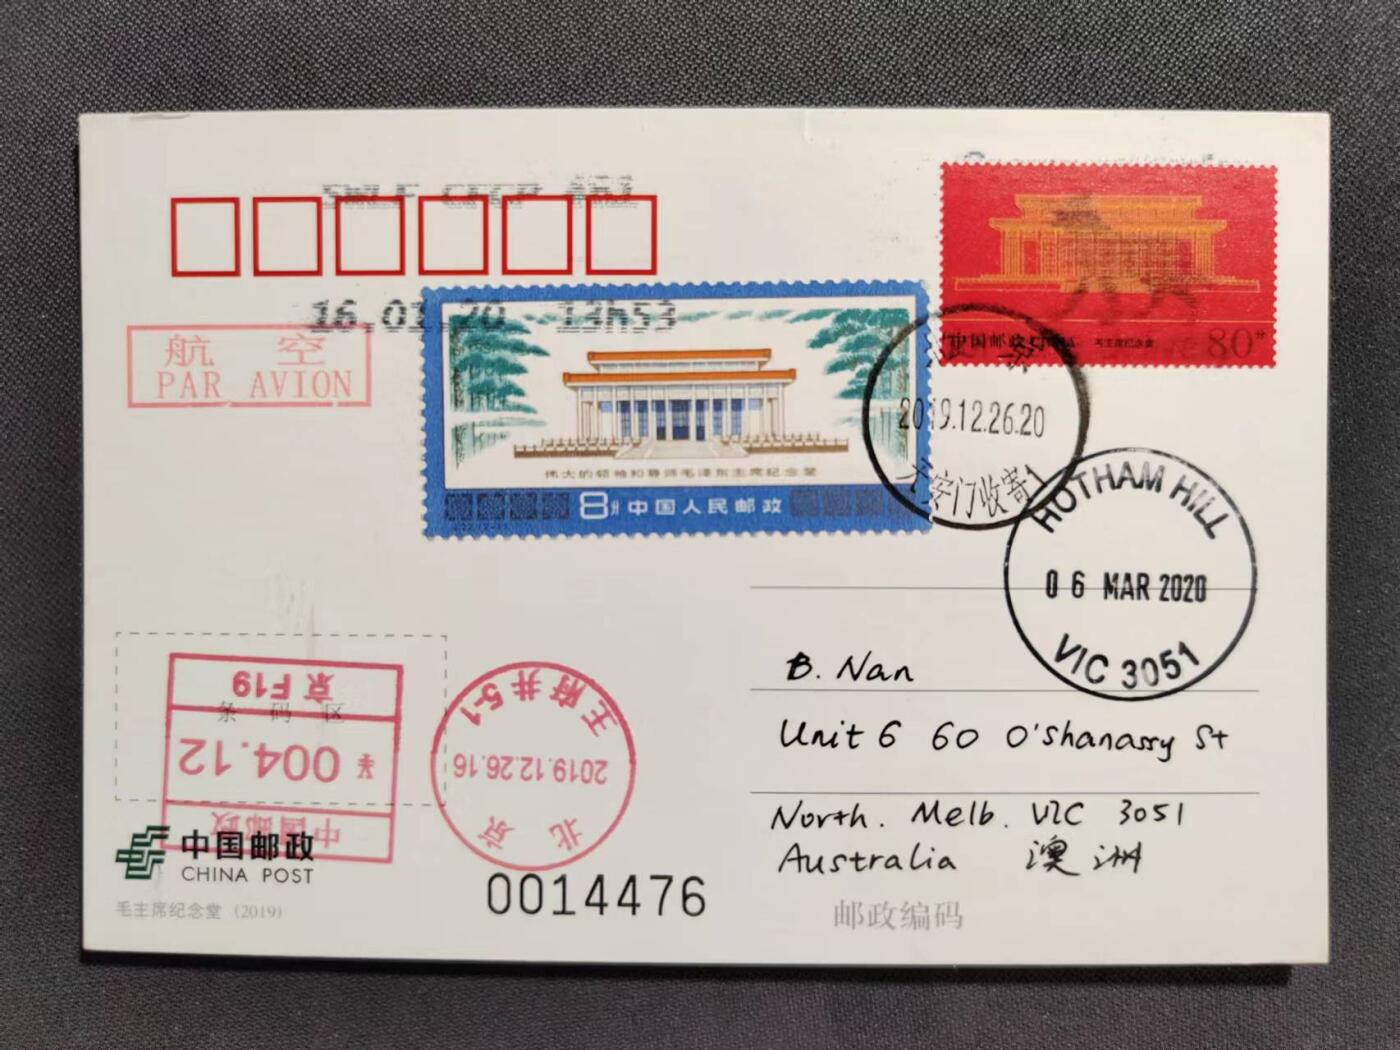 16.01.20 13h53
航 空
PAR AVION
中国邮政 CHINA 毛主席纪念堂 80分
伟大的领袖和导师毛泽东主席纪念堂
8分 中国人民邮政
北京
2019.12.26.20
天安门收寄1
HOTHAM HILL
06 MAR 2020
VIC 3051
京 F19
条 码 区
¥ 004.12
中国邮政
王府井5-1
2019.12.26.16
北 京
B. Nan
Unit 6 60 O'shanassy St
North. Melb. VIC 3051
Australia 澳洲
中国邮政
CHINA POST
毛主席纪念堂 (2019)
0014476
邮政编码